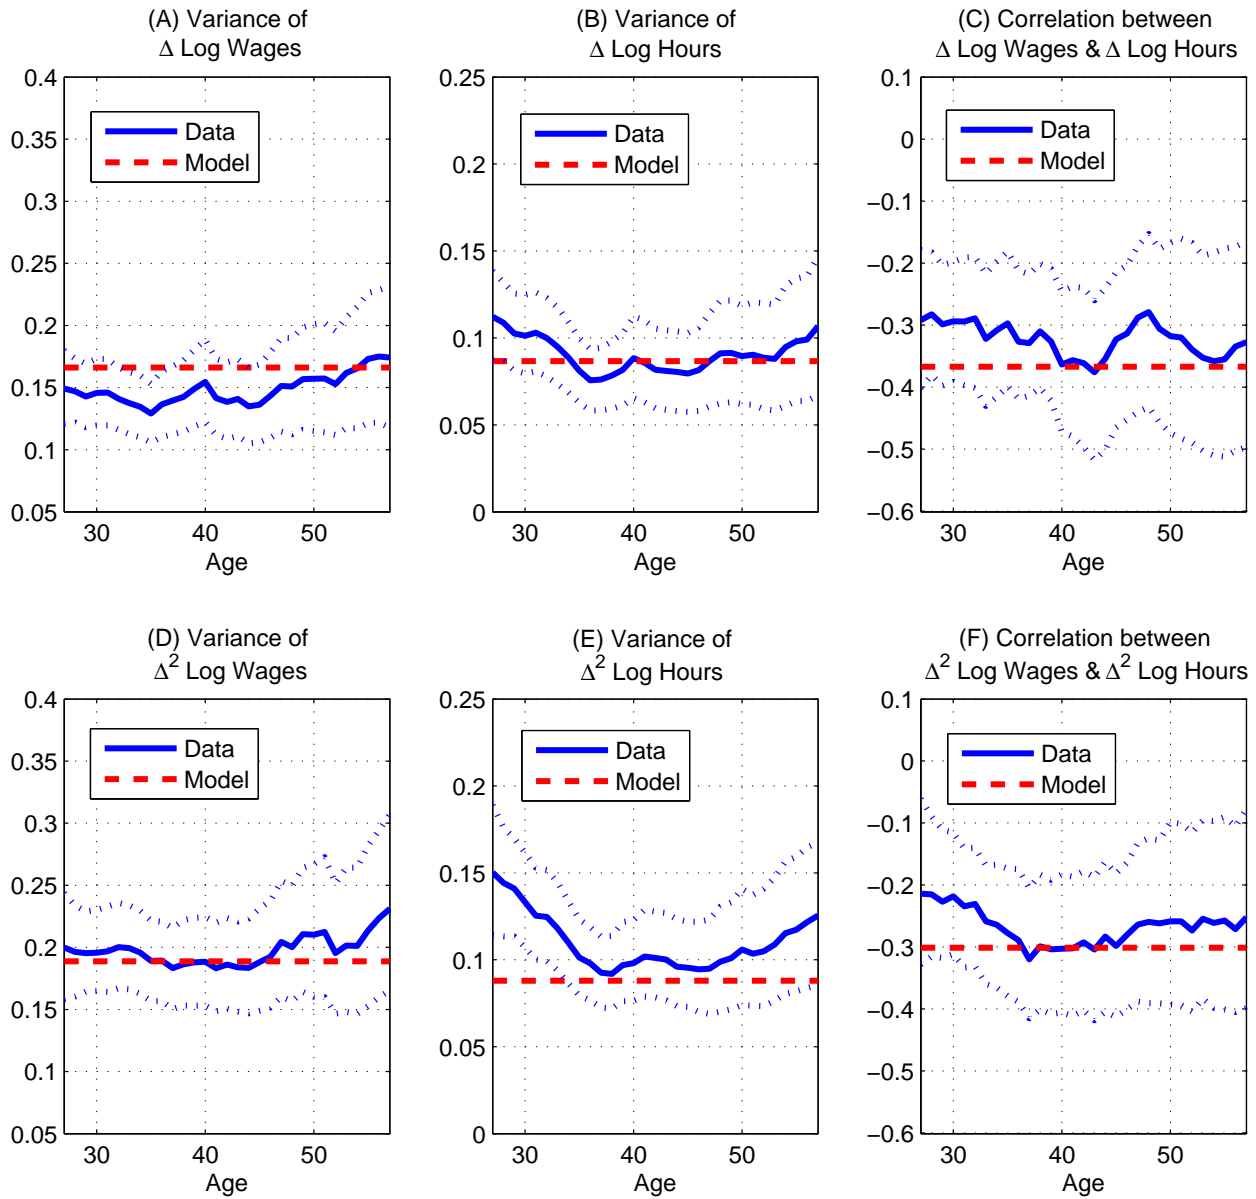 (A) Variance of
Δ Log Wages
0.4
0.35
0.3
0.25
0.2
0.15
0.1
0.05
30
40
50
Age
Data
Model
(B) Variance of
Δ Log Hours
0.25
0.2
0.15
0.1
0.05
0
30
40
50
Age
Data
Model
(C) Correlation between
Δ Log Wages & Δ Log Hours
0.1
0
−0.1
−0.2
−0.3
−0.4
−0.5
−0.6
30
40
50
Age
Data
Model
(D) Variance of
Δ² Log Wages
0.4
0.35
0.3
0.25
0.2
0.15
0.1
0.05
30
40
50
Age
Data
Model
(E) Variance of
Δ² Log Hours
0.25
0.2
0.15
0.1
0.05
0
30
40
50
Age
Data
Model
(F) Correlation between
Δ² Log Wages & Δ² Log Hours
0.1
0
−0.1
−0.2
−0.3
−0.4
−0.5
−0.6
30
40
50
Age
Data
Model